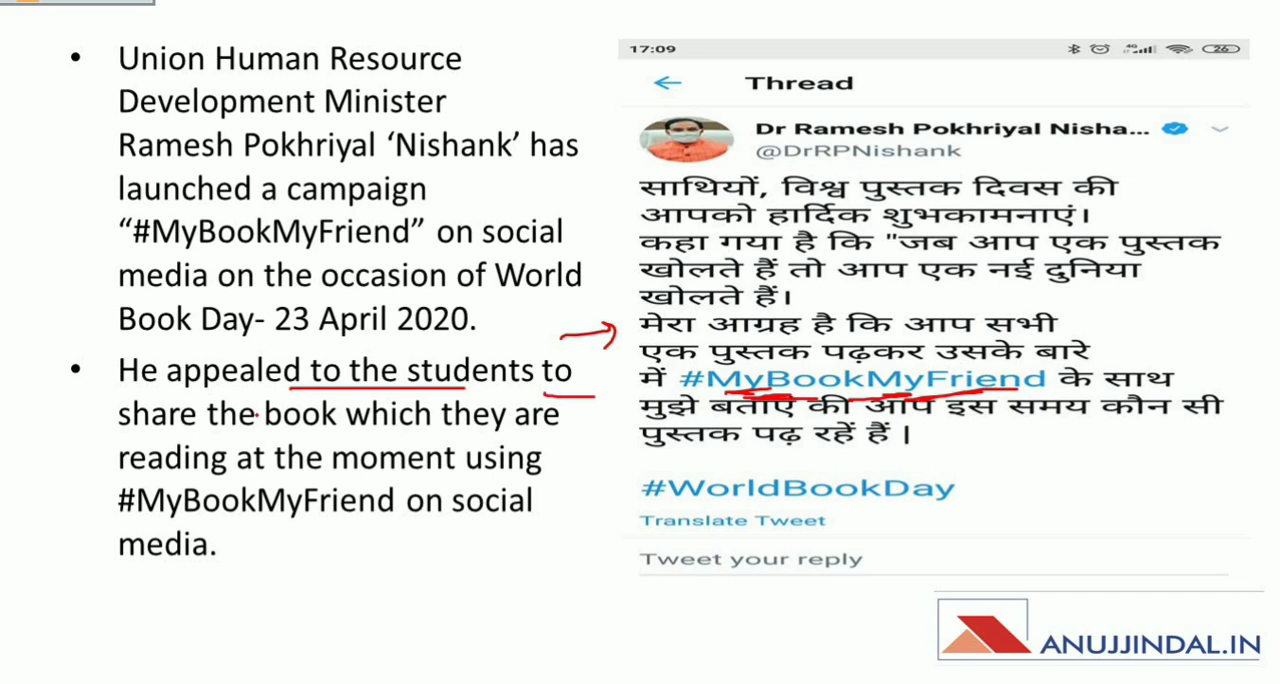 • Union Human Resource
Development Minister
Ramesh Pokhriyal ‘Nishank’ has
launched a campaign
“#MyBookMyFriend” on social
media on the occasion of World
Book Day- 23 April 2020.
• He appealed to the students to
share the book which they are
reading at the moment using
#MyBookMyFriend on social
media.
17:09
4G
26
Thread
Dr Ramesh Pokhriyal Nisha...
@DrRPNishank
साथियों, विश्व पुस्तक दिवस की
आपको हार्दिक शुभकामनाएं।
कहा गया है कि "जब आप एक पुस्तक
खोलते हैं तो आप एक नई दुनिया
खोलते हैं।
मेरा आग्रह है कि आप सभी
एक पुस्तक पढ़कर उसके बारे
में #MyBookMyFriend के साथ
मुझे बताएं की आप इस समय कौन सी
पुस्तक पढ़ रहें हैं |
#WorldBookDay
Translate Tweet
Tweet your reply
ANUJJINDAL.IN